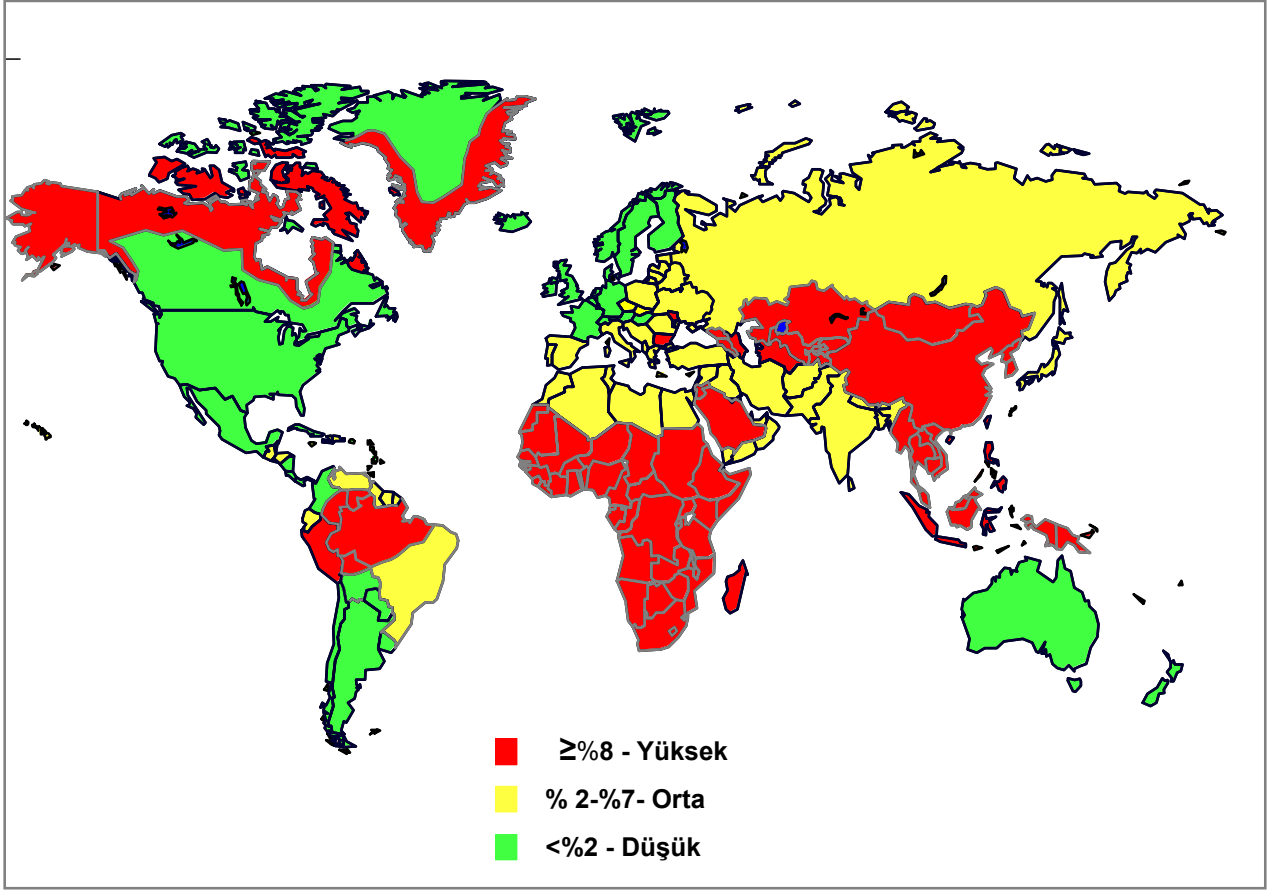 ≥%8 - Yüksek
% 2-%7- Orta
<%2 - Düşük